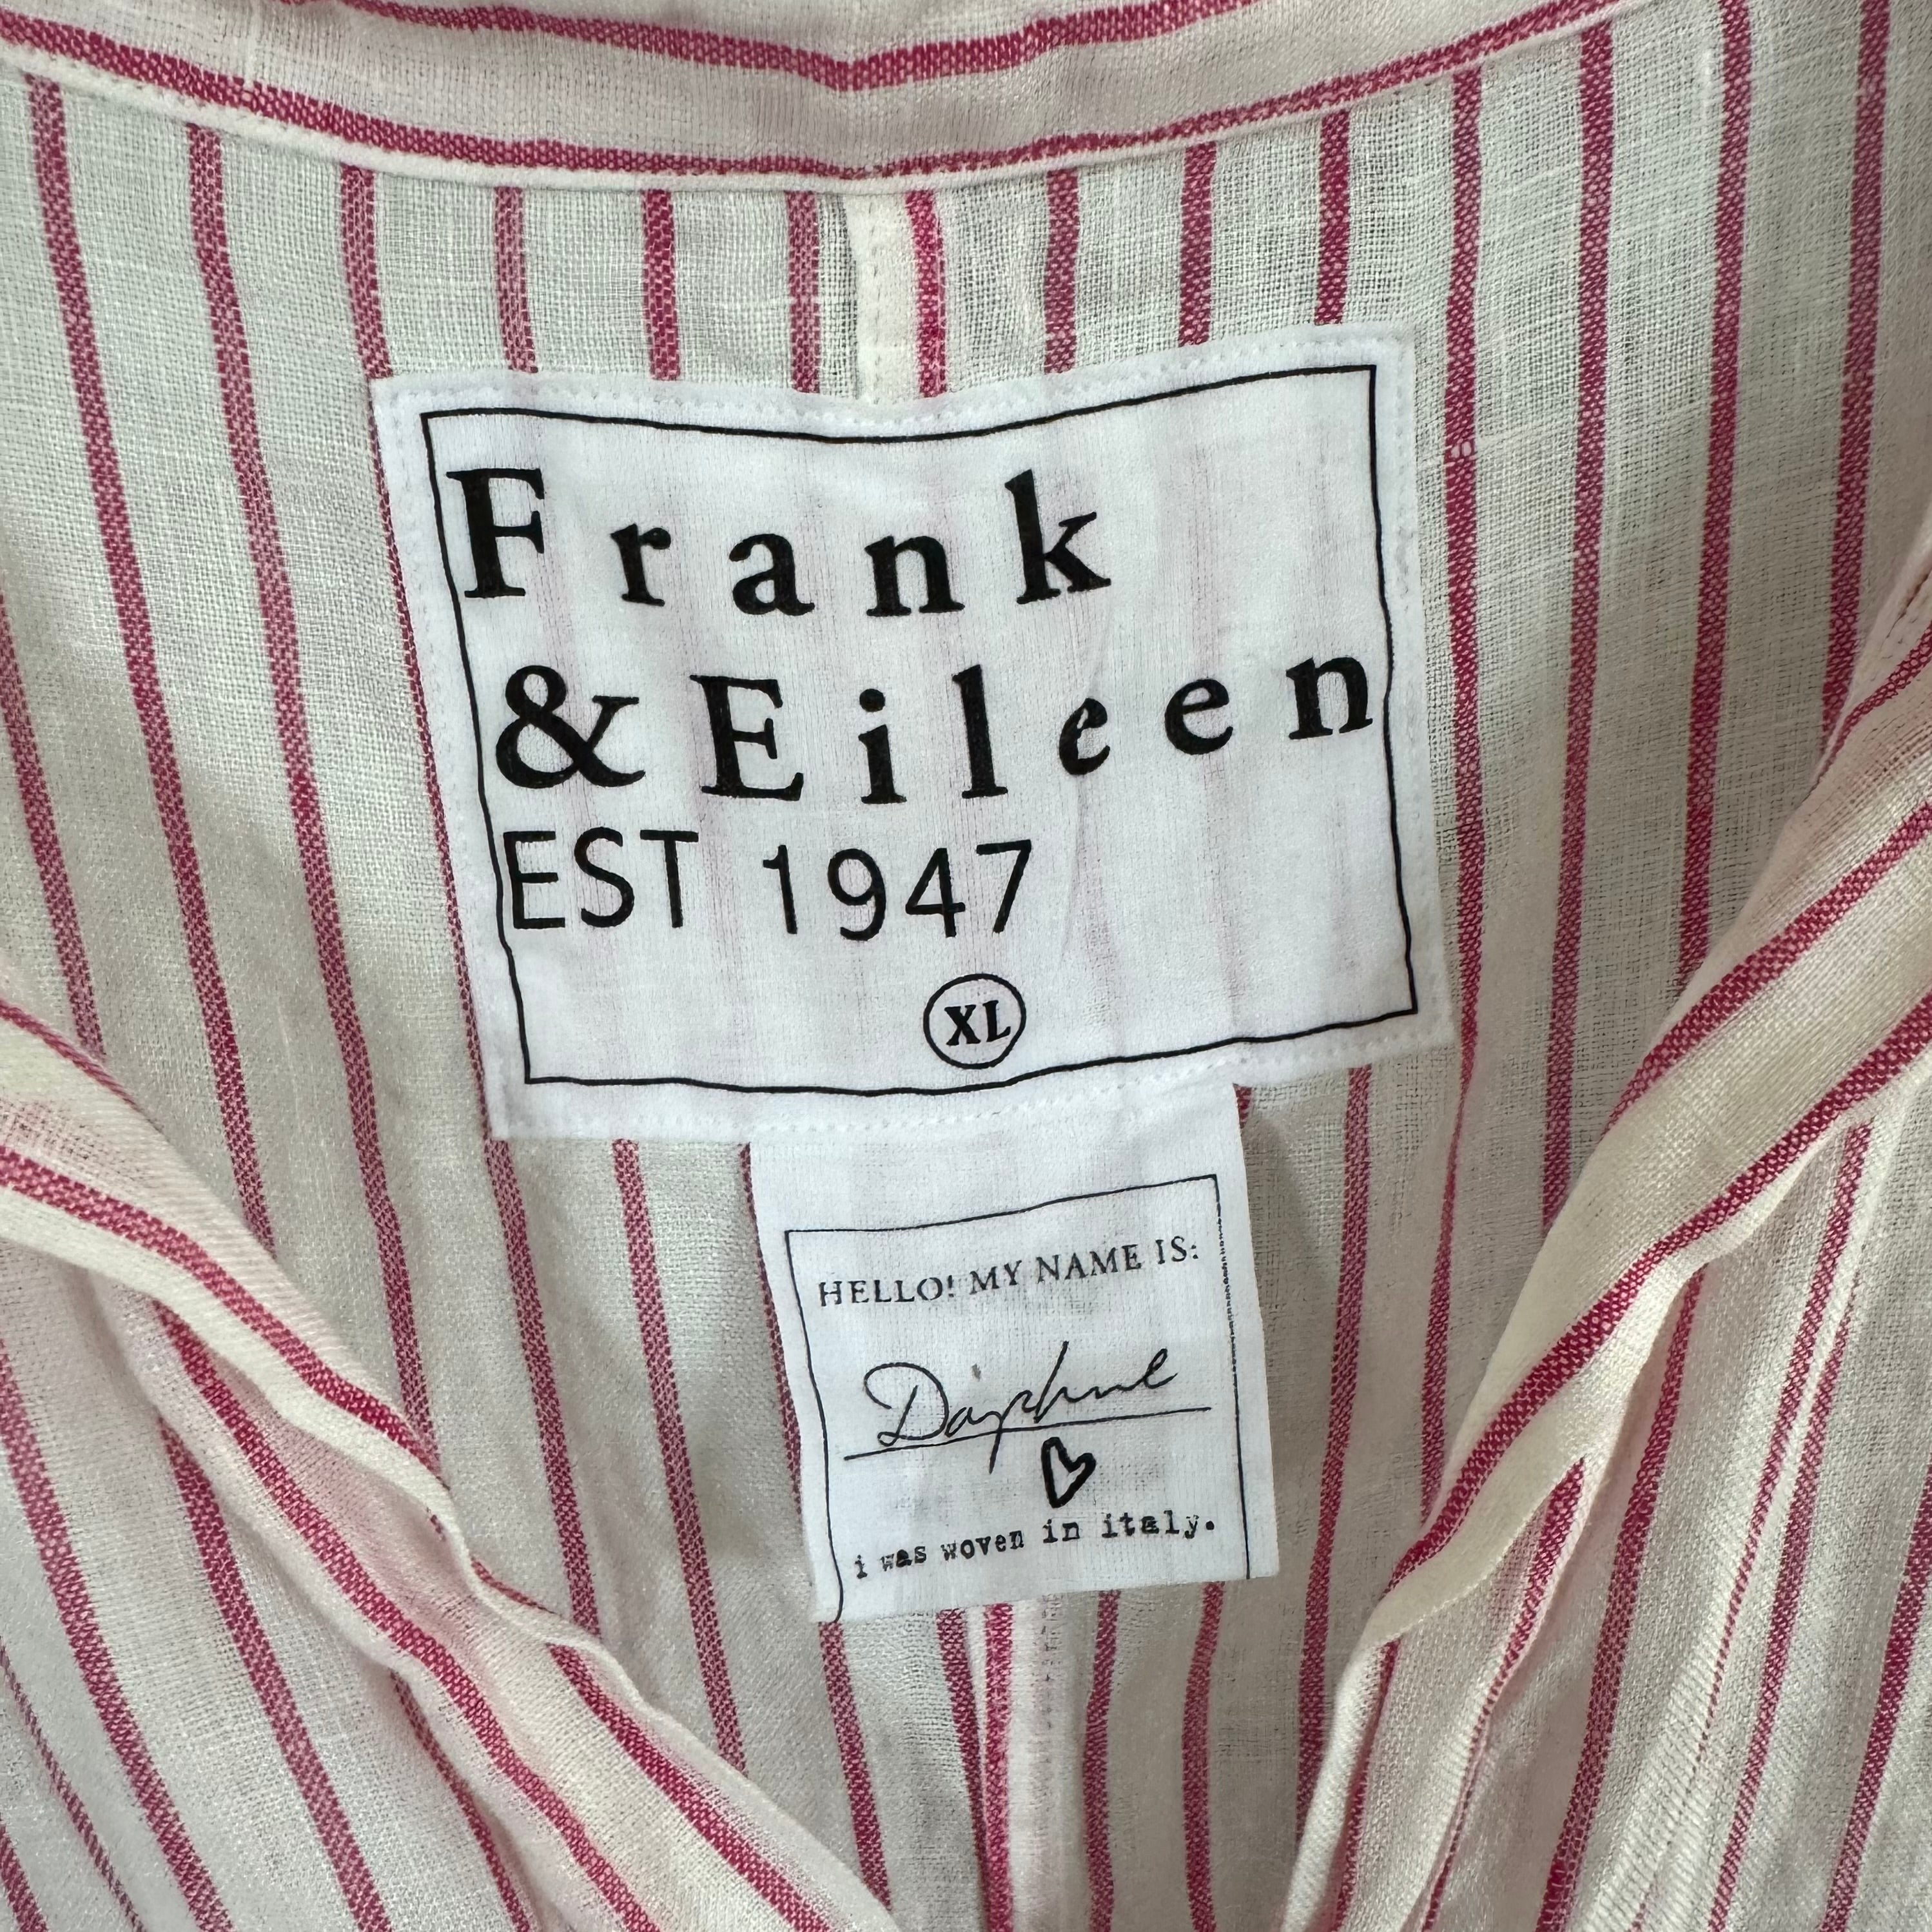 Frank
& Eileen
EST 1947
XL
HELLO! MY NAME IS:
Daphne
i was woven in italy.